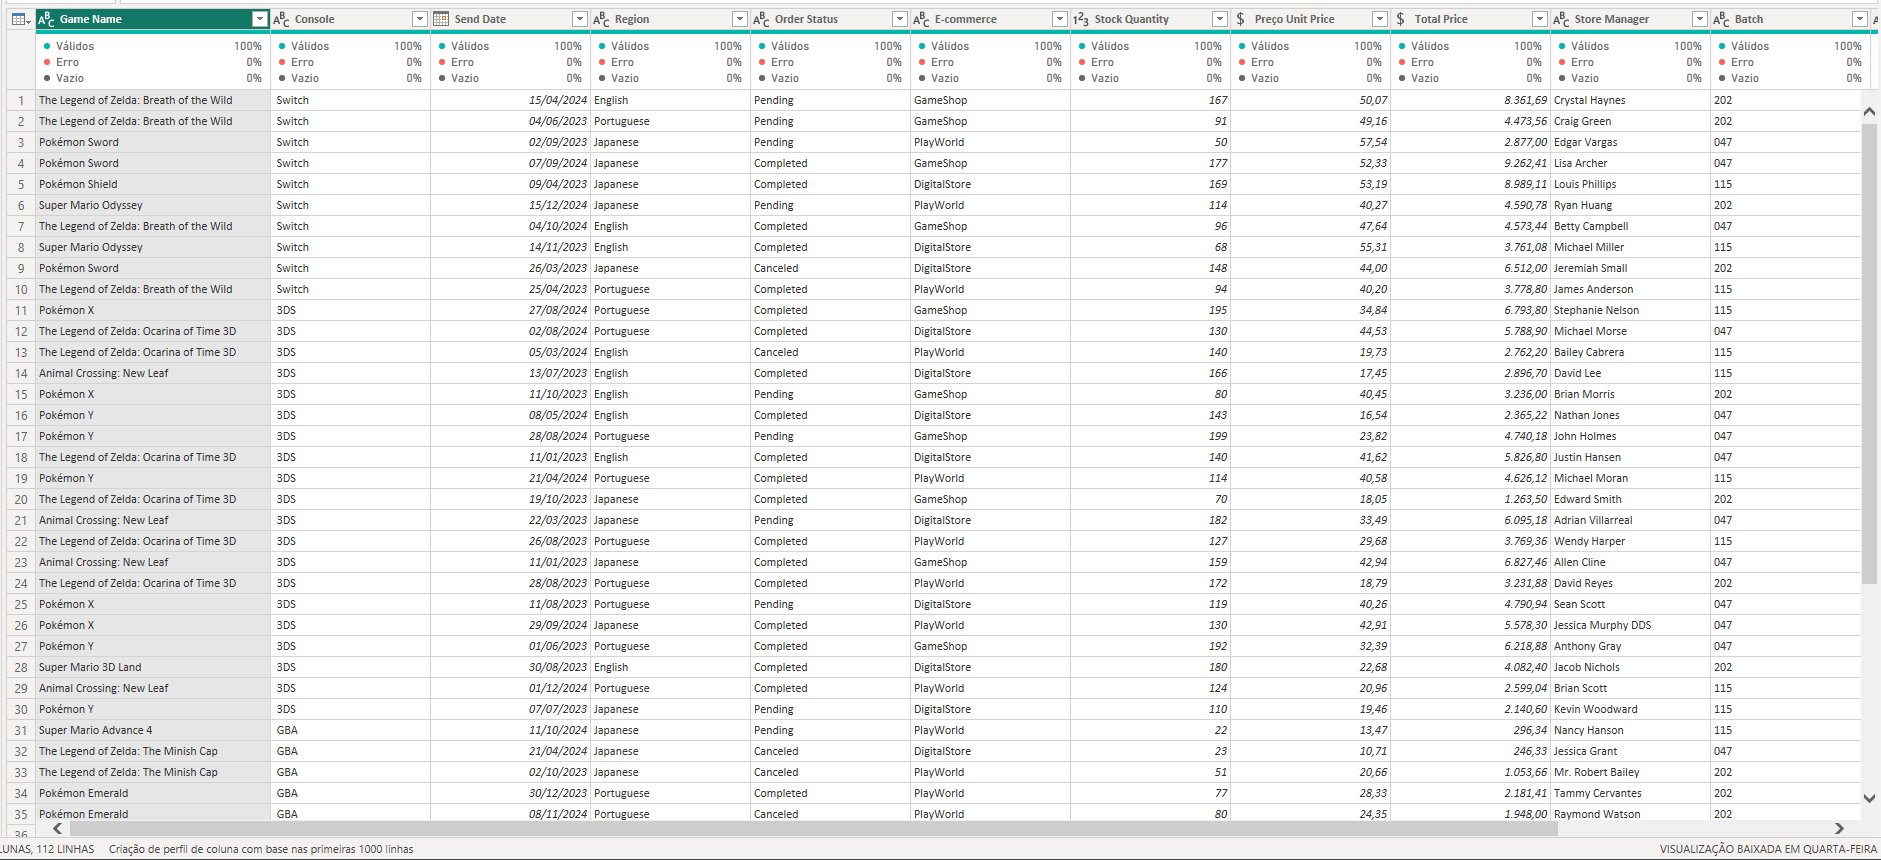 Game Name Console Send Date Region Order Status E-commerce Stock Quantity Preço Unit Price Total Price Store Manager Batch
Válidos 100% Válidos 100% Válidos 100% Válidos 100% Válidos 100% Válidos 100% Válidos 100% Válidos 100% Válidos 100% Válidos 100% Válidos 100%
Erro 0% Erro 0% Erro 0% Erro 0% Erro 0% Erro 0% Erro 0% Erro 0% Erro 0% Erro 0% Erro 0%
Vazio 0% Vazio 0% Vazio 0% Vazio 0% Vazio 0% Vazio 0% Vazio 0% Vazio 0% Vazio 0% Vazio 0% Vazio 0%
1 The Legend of Zelda: Breath of the Wild Switch 15/04/2024 English Pending GameShop 167 50,07 8.361,69 Crystal Haynes 202
2 The Legend of Zelda: Breath of the Wild Switch 04/06/2023 Portuguese Pending GameShop 91 49,16 4.473,56 Craig Green 202
3 Pokémon Sword Switch 02/09/2023 Japanese Pending PlayWorld 50 57,54 2.877,00 Edgar Vargas 047
4 Pokémon Sword Switch 07/09/2024 Japanese Completed GameShop 177 52,33 9.262,41 Lisa Archer 047
5 Pokémon Shield Switch 09/04/2023 Japanese Completed DigitalStore 169 53,19 8.989,11 Louis Phillips 115
6 Super Mario Odyssey Switch 15/12/2024 Japanese Pending PlayWorld 114 40,27 4.590,78 Ryan Huang 202
7 The Legend of Zelda: Breath of the Wild Switch 04/10/2024 English Completed GameShop 96 47,64 4.573,44 Betty Campbell 047
8 Super Mario Odyssey Switch 14/11/2023 English Completed DigitalStore 68 55,31 3.761,08 Michael Miller 115
9 Pokémon Sword Switch 26/03/2023 Japanese Canceled DigitalStore 148 44,00 6.512,00 Jeremiah Small 202
10 The Legend of Zelda: Breath of the Wild Switch 25/04/2023 Portuguese Completed PlayWorld 94 40,20 3.778,80 James Anderson 115
11 Pokémon X 3DS 27/08/2024 Portuguese Completed GameShop 195 34,84 6.793,80 Stephanie Nelson 115
12 The Legend of Zelda: Ocarina of Time 3D 3DS 02/08/2024 Portuguese Completed DigitalStore 130 44,53 5.788,90 Michael Morse 047
13 The Legend of Zelda: Ocarina of Time 3D 3DS 05/03/2024 English Canceled PlayWorld 140 19,73 2.762,20 Bailey Cabrera 115
14 Animal Crossing: New Leaf 3DS 13/07/2023 English Completed DigitalStore 166 17,45 2.896,70 David Lee 115
15 Pokémon X 3DS 11/10/2023 English Pending GameShop 80 40,45 3.236,00 Brian Morris 202
16 Pokémon Y 3DS 08/05/2024 English Completed DigitalStore 143 16,54 2.365,22 Nathan Jones 047
17 Pokémon Y 3DS 28/08/2024 Portuguese Pending GameShop 199 23,82 4.740,18 John Holmes 047
18 The Legend of Zelda: Ocarina of Time 3D 3DS 11/01/2023 English Completed DigitalStore 140 41,62 5.826,80 Justin Hansen 047
19 Pokémon Y 3DS 21/04/2024 Portuguese Completed PlayWorld 114 40,58 4.626,12 Michael Moran 115
20 The Legend of Zelda: Ocarina of Time 3D 3DS 19/10/2023 Japanese Completed GameShop 70 18,05 1.263,50 Edward Smith 202
21 Animal Crossing: New Leaf 3DS 22/03/2023 Japanese Pending DigitalStore 182 33,49 6.095,18 Adrian Villarreal 047
22 The Legend of Zelda: Ocarina of Time 3D 3DS 26/08/2023 Portuguese Completed PlayWorld 127 29,68 3.769,36 Wendy Harper 115
23 Animal Crossing: New Leaf 3DS 11/01/2023 Japanese Completed GameShop 159 42,94 6.827,46 Allen Cline 047
24 The Legend of Zelda: Ocarina of Time 3D 3DS 28/08/2023 Portuguese Completed PlayWorld 172 18,79 3.231,88 David Reyes 202
25 Pokémon X 3DS 11/08/2023 Portuguese Pending DigitalStore 119 40,26 4.790,94 Sean Scott 047
26 Pokémon X 3DS 29/09/2024 Japanese Completed PlayWorld 130 42,91 5.578,30 Jessica Murphy DDS 047
27 Pokémon Y 3DS 01/06/2023 Portuguese Completed GameShop 192 32,39 6.218,88 Anthony Gray 047
28 Super Mario 3D Land 3DS 30/08/2023 English Completed DigitalStore 180 22,68 4.082,40 Jacob Nichols 202
29 Animal Crossing: New Leaf 3DS 01/12/2024 Portuguese Completed PlayWorld 124 20,96 2.599,04 Brian Scott 115
30 Pokémon Y 3DS 07/07/2023 Japanese Pending DigitalStore 110 19,46 2.140,60 Kevin Woodward 115
31 Super Mario Advance 4 GBA 11/10/2024 Japanese Pending PlayWorld 22 13,47 296,34 Nancy Hanson 115
32 The Legend of Zelda: The Minish Cap GBA 21/04/2024 Japanese Canceled DigitalStore 23 10,71 246,33 Jessica Grant 047
33 The Legend of Zelda: The Minish Cap GBA 02/10/2023 Japanese Canceled PlayWorld 51 20,66 1.053,66 Mr. Robert Bailey 202
34 Pokémon Emerald GBA 30/12/2023 Portuguese Completed PlayWorld 77 28,33 2.181,41 Tammy Cervantes 202
35 Pokémon Emerald GBA 08/11/2024 Portuguese Canceled PlayWorld 80 24,35 1.948,00 Raymond Watson 202
36
LUNAS, 112 LINHAS Criação de perfil de coluna com base nas primeiras 1000 linhas VISUALIZAÇÃO BAIXADA EM QUARTA-FEIRA